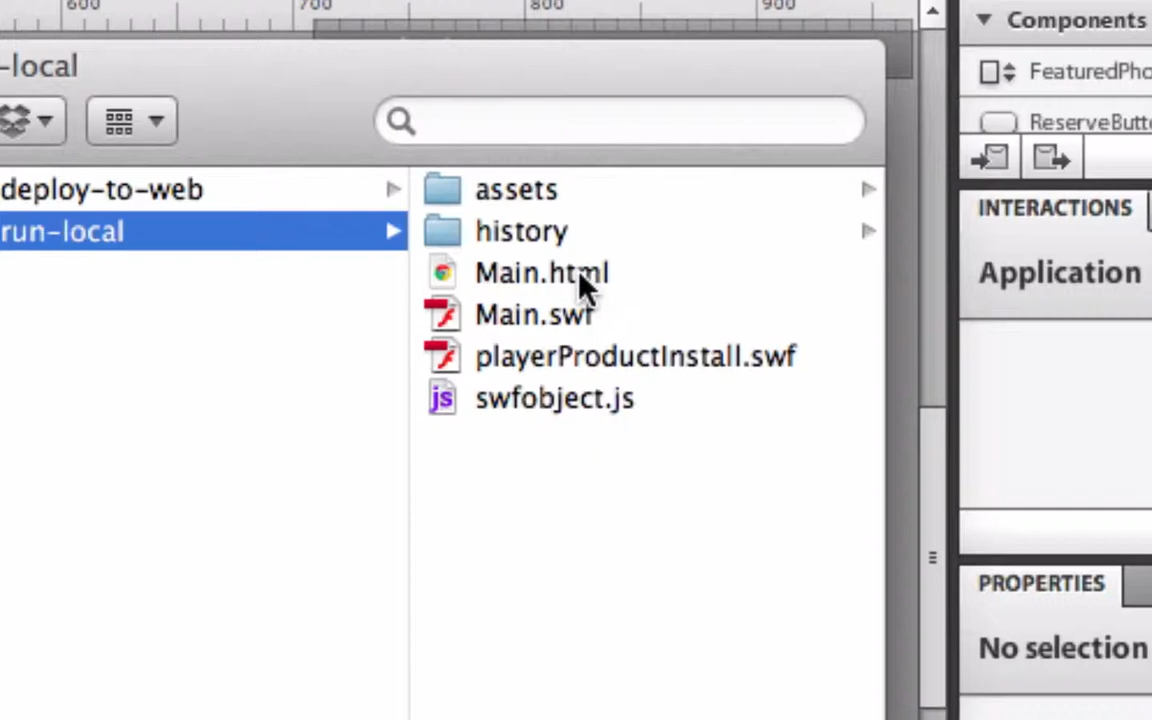 600
700
800
900
-local
deploy-to-web
run-local
assets
history
Main.html
Main.swf
playerProductInstall.swf
js swfobject.js
Components
FeaturedPho
ReserveButt
INTERACTIONS
Application
PROPERTIES
No selection